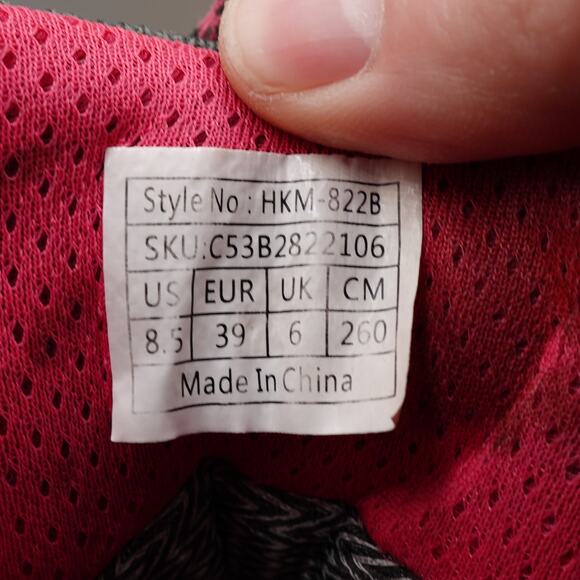 Style No : HKM-822B
SKU:C53B2822106
US EUR UK CM
8.5 39 6 260
Made In China